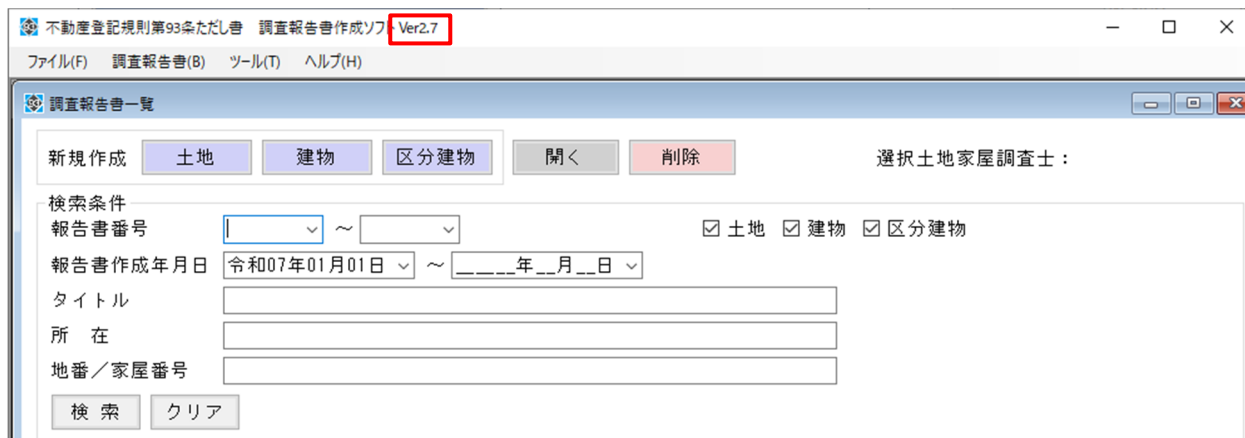 不動産登記規則第93条ただし書 調査報告書作成ソフト Ver2.7
ファイル(F) 調査報告書(B) ツール(T) ヘルプ(H)
調査報告書一覧
新規作成 土地 建物 区分建物 開く 削除 選択土地家屋調査士：
検索条件
報告書番号 ～ 土地 建物 区分建物
報告書作成年月日 令和07年01月01日 ～ ______年__月__日
タイトル
所 在
地番／家屋番号
検 索 クリア